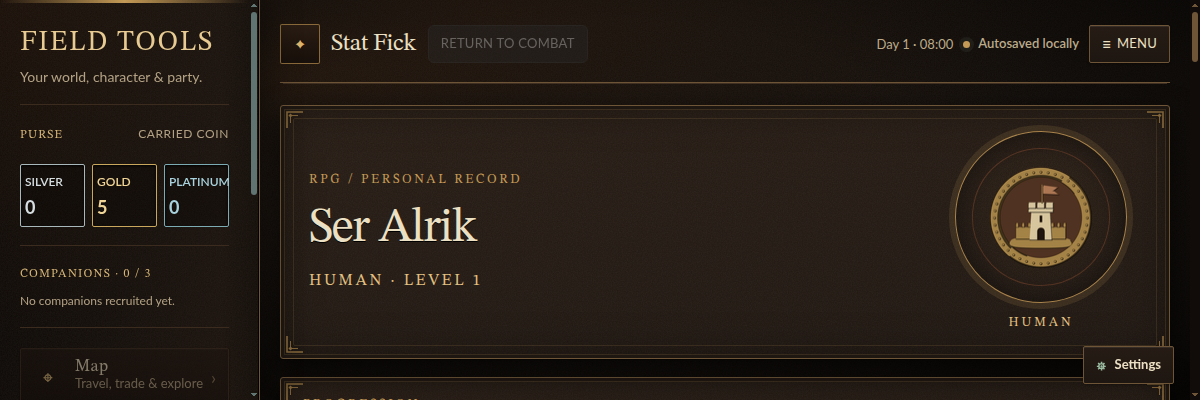 FIELD TOOLS
Your world, character & party.
PURSE
CARRIED COIN
SILVER
0
GOLD
5
PLATINUM
0
COMPANIONS · 0 / 3
No companions recruited yet.
Map
Travel, trade & explore
Stat Fick
RETURN TO COMBAT
Day 1 · 08:00
Autosaved locally
MENU
RPG / PERSONAL RECORD
Ser Alrik
HUMAN · LEVEL 1
HUMAN
Settings